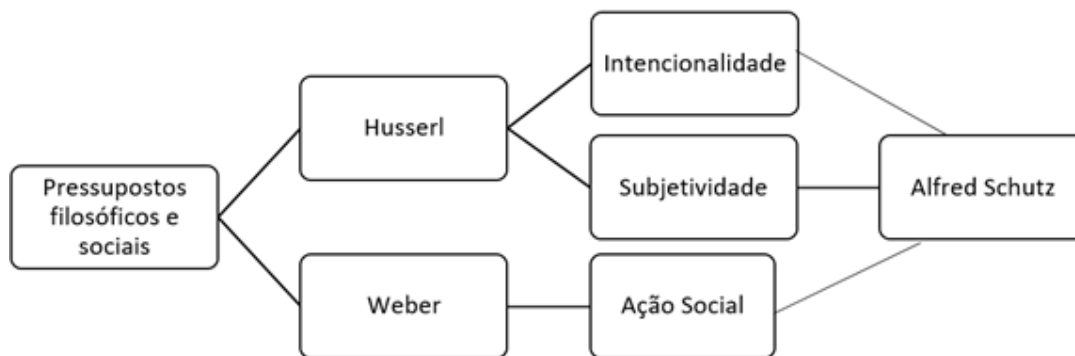 Pressupostos
filosóficos e
sociais
Husserl
Weber
Intencionalidade
Subjetividade
Ação Social
Alfred Schutz